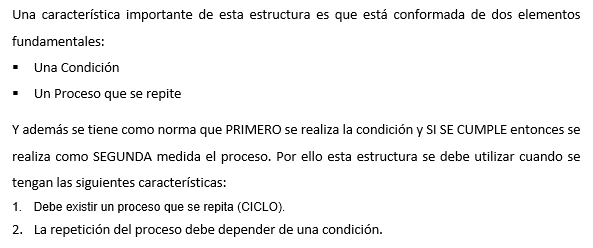 Una característica importante de esta estructura es que está conformada de dos elementos
fundamentales:
▪ Una Condición
▪ Un Proceso que se repite
Y además se tiene como norma que PRIMERO se realiza la condición y SI SE CUMPLE entonces se
realiza como SEGUNDA medida el proceso. Por ello esta estructura se debe utilizar cuando se
tengan las siguientes características:
1. Debe existir un proceso que se repita (CICLO).
2. La repetición del proceso debe depender de una condición.